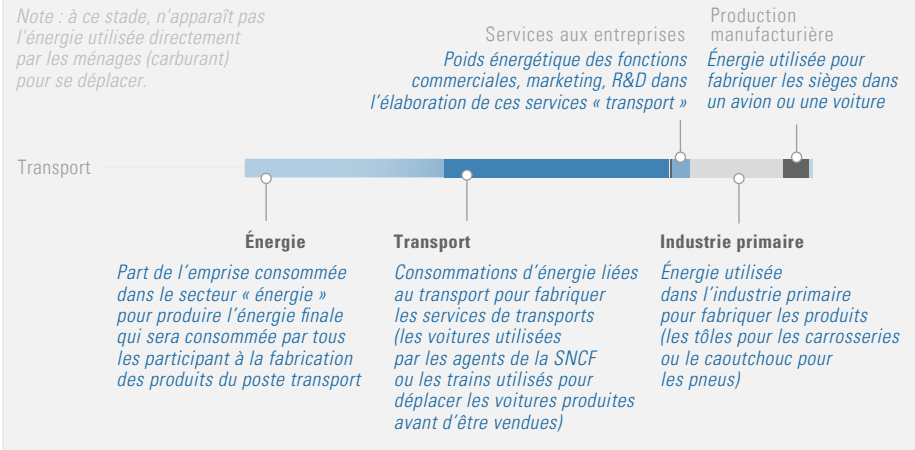 Note : à ce stade, n'apparaît pas
l'énergie utilisée directement
par les ménages (carburant)
pour se déplacer.
Services aux entreprises
Poids énergétique des fonctions
commerciales, marketing, R&D dans
l'élaboration de ces services « transport »
Production
manufacturière
Énergie utilisée pour
fabriquer les sièges dans
un avion ou une voiture
Transport
Énergie
Part de l'emprise consommée
dans le secteur « énergie »
pour produire l'énergie finale
qui sera consommée par tous
les participant à la fabrication
des produits du poste transport
Transport
Consommations d'énergie liées
au transport pour fabriquer
les services de transports
(les voitures utilisées
par les agents de la SNCF
ou les trains utilisés pour
déplacer les voitures produites
avant d'être vendues)
Industrie primaire
Énergie utilisée
dans l'industrie primaire
pour fabriquer les produits
(les tôles pour les carrosseries
ou le caoutchouc pour
les pneus)